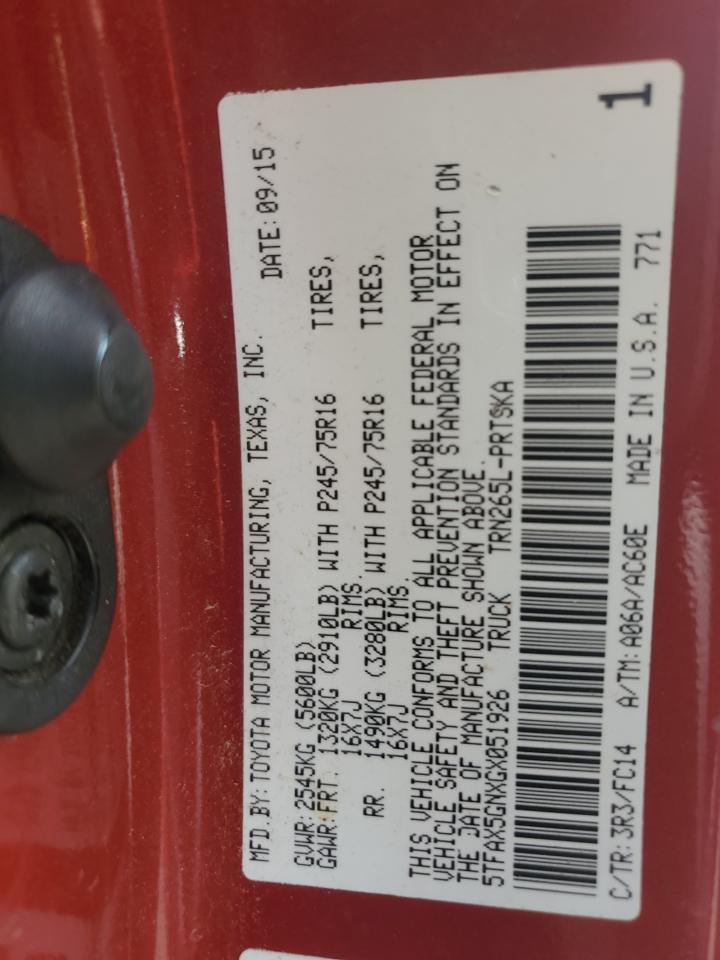 MFD.BY:TOYOTA MOTOR MANUFACTURING, TEXAS, INC. DATE:09/15
GVWR:2545KG (5600LB)
GAWR:FRT. 1320KG (2910LB) WITH P245/75R16 TIRES,
16X7J RIMS.
RR. 1490KG (3280LB) WITH P245/75R16 TIRES,
16X7J RIMS.
THIS VEHICLE CONFORMS TO ALL APPLICABLE FEDERAL MOTOR
VEHICLE SAFETY AND THEFT PREVENTION STANDARDS IN EFFECT ON
THE DATE OF MANUFACTURE SHOWN ABOVE.
5TFAX5GNXGX051926 TRUCK TRN265L-PRTSKA
C/TR:3R3/FC14 A/TM:A06A/AC60E MADE IN U.S.A. 771
1